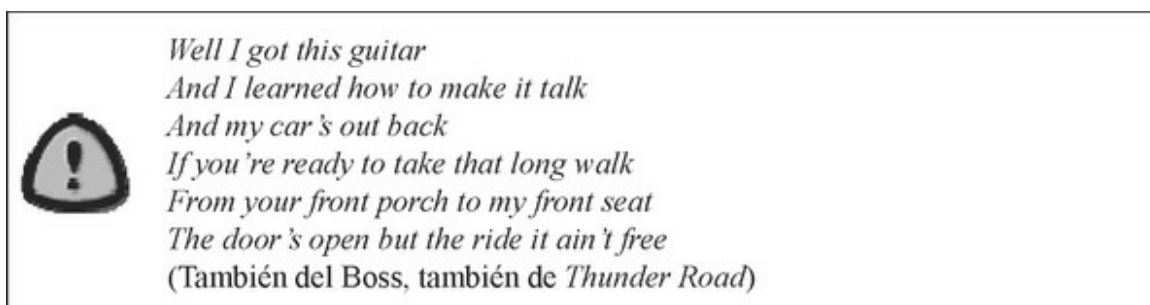 Well I got this guitar
And I learned how to make it talk
And my car's out back
If you're ready to take that long walk
From your front porch to my front seat
The door's open but the ride it ain't free
(También del Boss, también de Thunder Road)